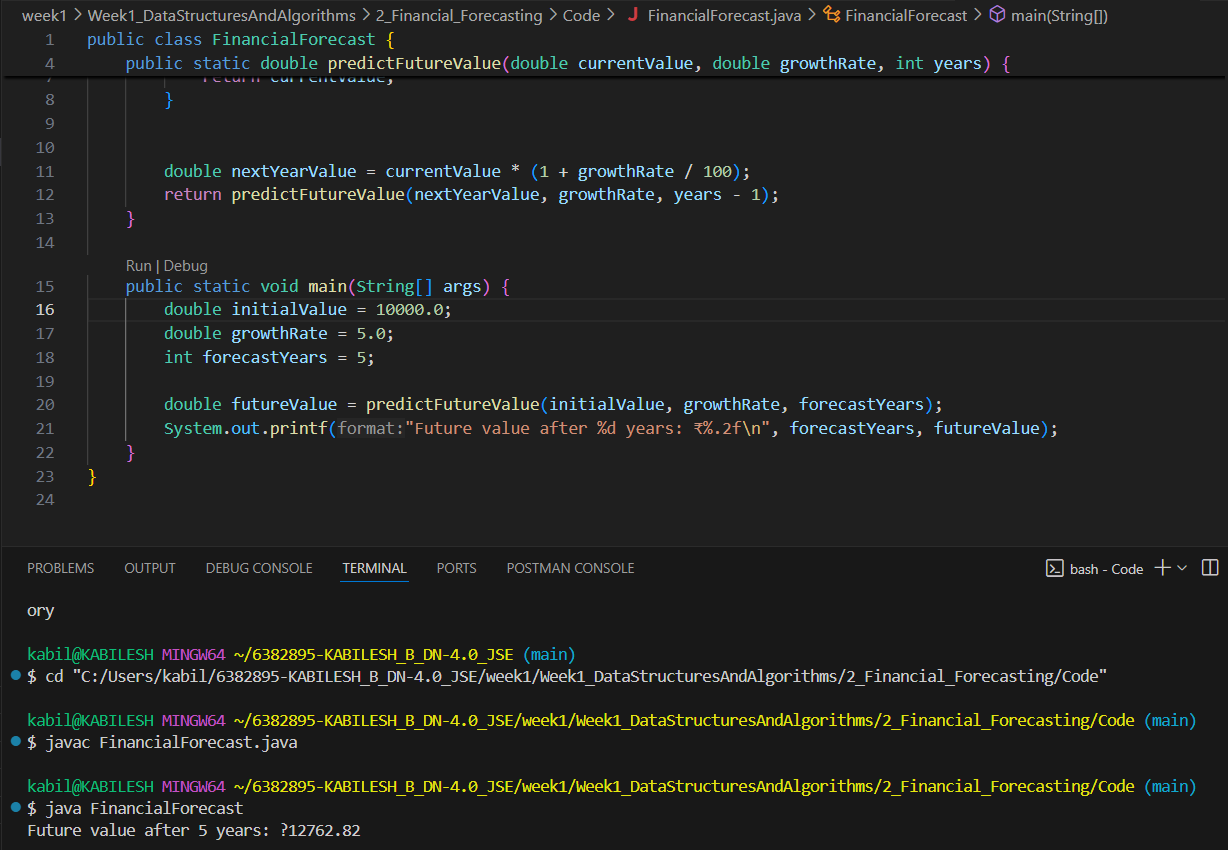 week1 > Week1_DataStructuresAndAlgorithms > 2_Financial_Forecasting > Code > J FinancialForecast.java > FinancialForecast > main(String[])
1 public class FinancialForecast {
4 public static double predictFutureValue(double currentValue, double growthRate, int years) {
7 return currentValue;
8 }
9
10
11 double nextYearValue = currentValue * (1 + growthRate / 100);
12 return predictFutureValue(nextYearValue, growthRate, years - 1);
13 }
14
Run | Debug
15 public static void main(String[] args) {
16 double initialValue = 10000.0;
17 double growthRate = 5.0;
18 int forecastYears = 5;
19
20 double futureValue = predictFutureValue(initialValue, growthRate, forecastYears);
21 System.out.printf(format:"Future value after %d years: ₹%.2f\n", forecastYears, futureValue);
22 }
23 }
24
PROBLEMS OUTPUT DEBUG CONSOLE TERMINAL PORTS POSTMAN CONSOLE bash - Code
ory
kabil@KABILESH MINGW64 ~/6382895-KABILESH_B_DN-4.0_JSE (main)
$ cd "C:/Users/kabil/6382895-KABILESH_B_DN-4.0_JSE/week1/Week1_DataStructuresAndAlgorithms/2_Financial_Forecasting/Code"
kabil@KABILESH MINGW64 ~/6382895-KABILESH_B_DN-4.0_JSE/week1/Week1_DataStructuresAndAlgorithms/2_Financial_Forecasting/Code (main)
$ javac FinancialForecast.java
kabil@KABILESH MINGW64 ~/6382895-KABILESH_B_DN-4.0_JSE/week1/Week1_DataStructuresAndAlgorithms/2_Financial_Forecasting/Code (main)
$ java FinancialForecast
Future value after 5 years: ?12762.82